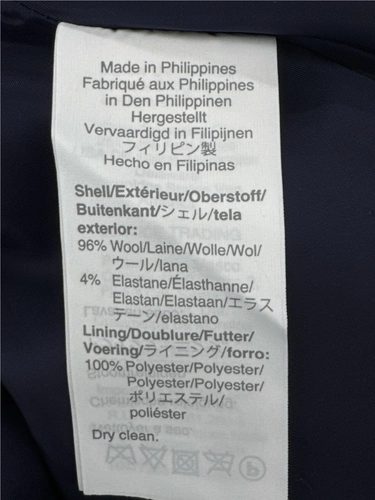 Made in Philippines
Fabriqué aux Philippines
in Den Philippinen
Hergestellt
Vervaardigd in Filipijnen
フィリピン製
Hecho en Filipinas
Shell/Extérieur/Oberstoff/
Buitenkant/シェル/tela
exterior:
96% Wool/Laine/Wolle/Wol/
ウール/lana
4% Elastane/Élasthanne/
Elastan/Elastaan/エラス
テーン/elastano
Lining/Doublure/Futter/
Voering/ライニング/forro:
100% Polyester/Polyester/
Polyester/Polyester/
ポリエステル/
poliéster
Dry clean.